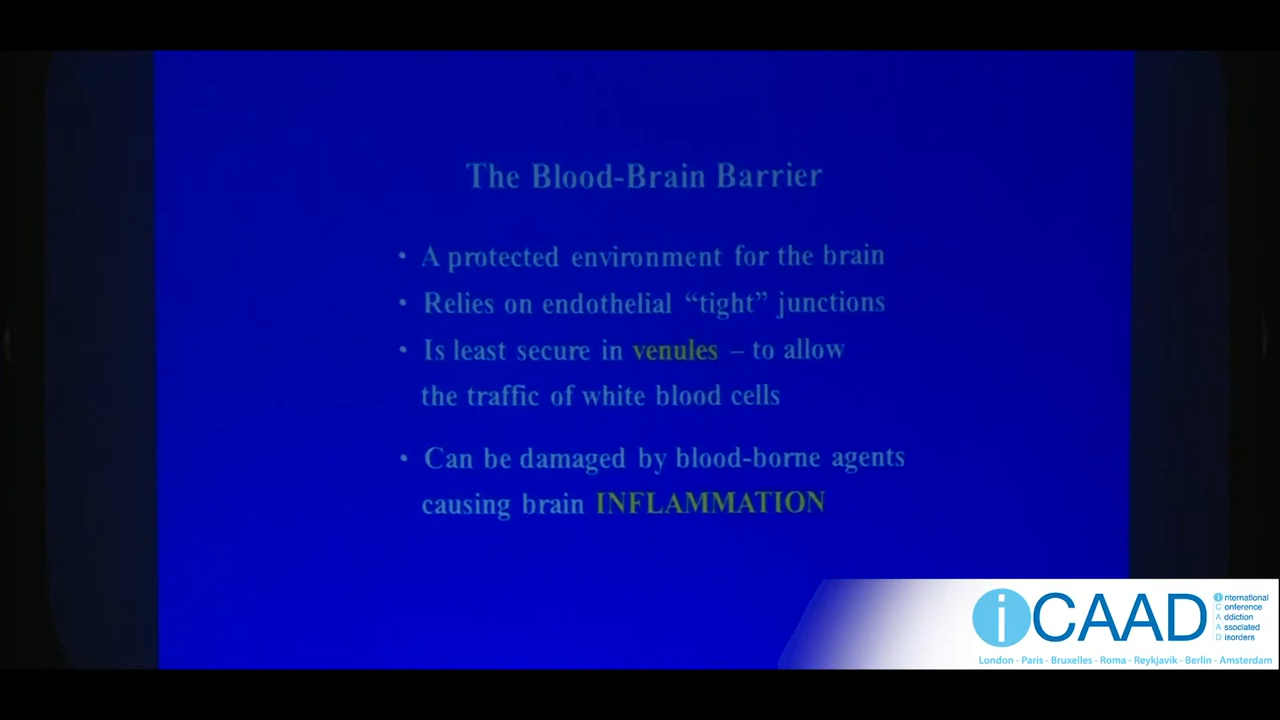 The Blood-Brain Barrier
• A protected environment for the brain
• Relies on endothelial “tight” junctions
• Is least secure in venules – to allow
the traffic of white blood cells
• Can be damaged by blood-borne agents
causing brain INFLAMMATION
iCAAD
international
Conference
Addiction
Associated
Disorders
London - Paris - Bruxelles - Roma - Reykjavik - Berlin - Amsterdam